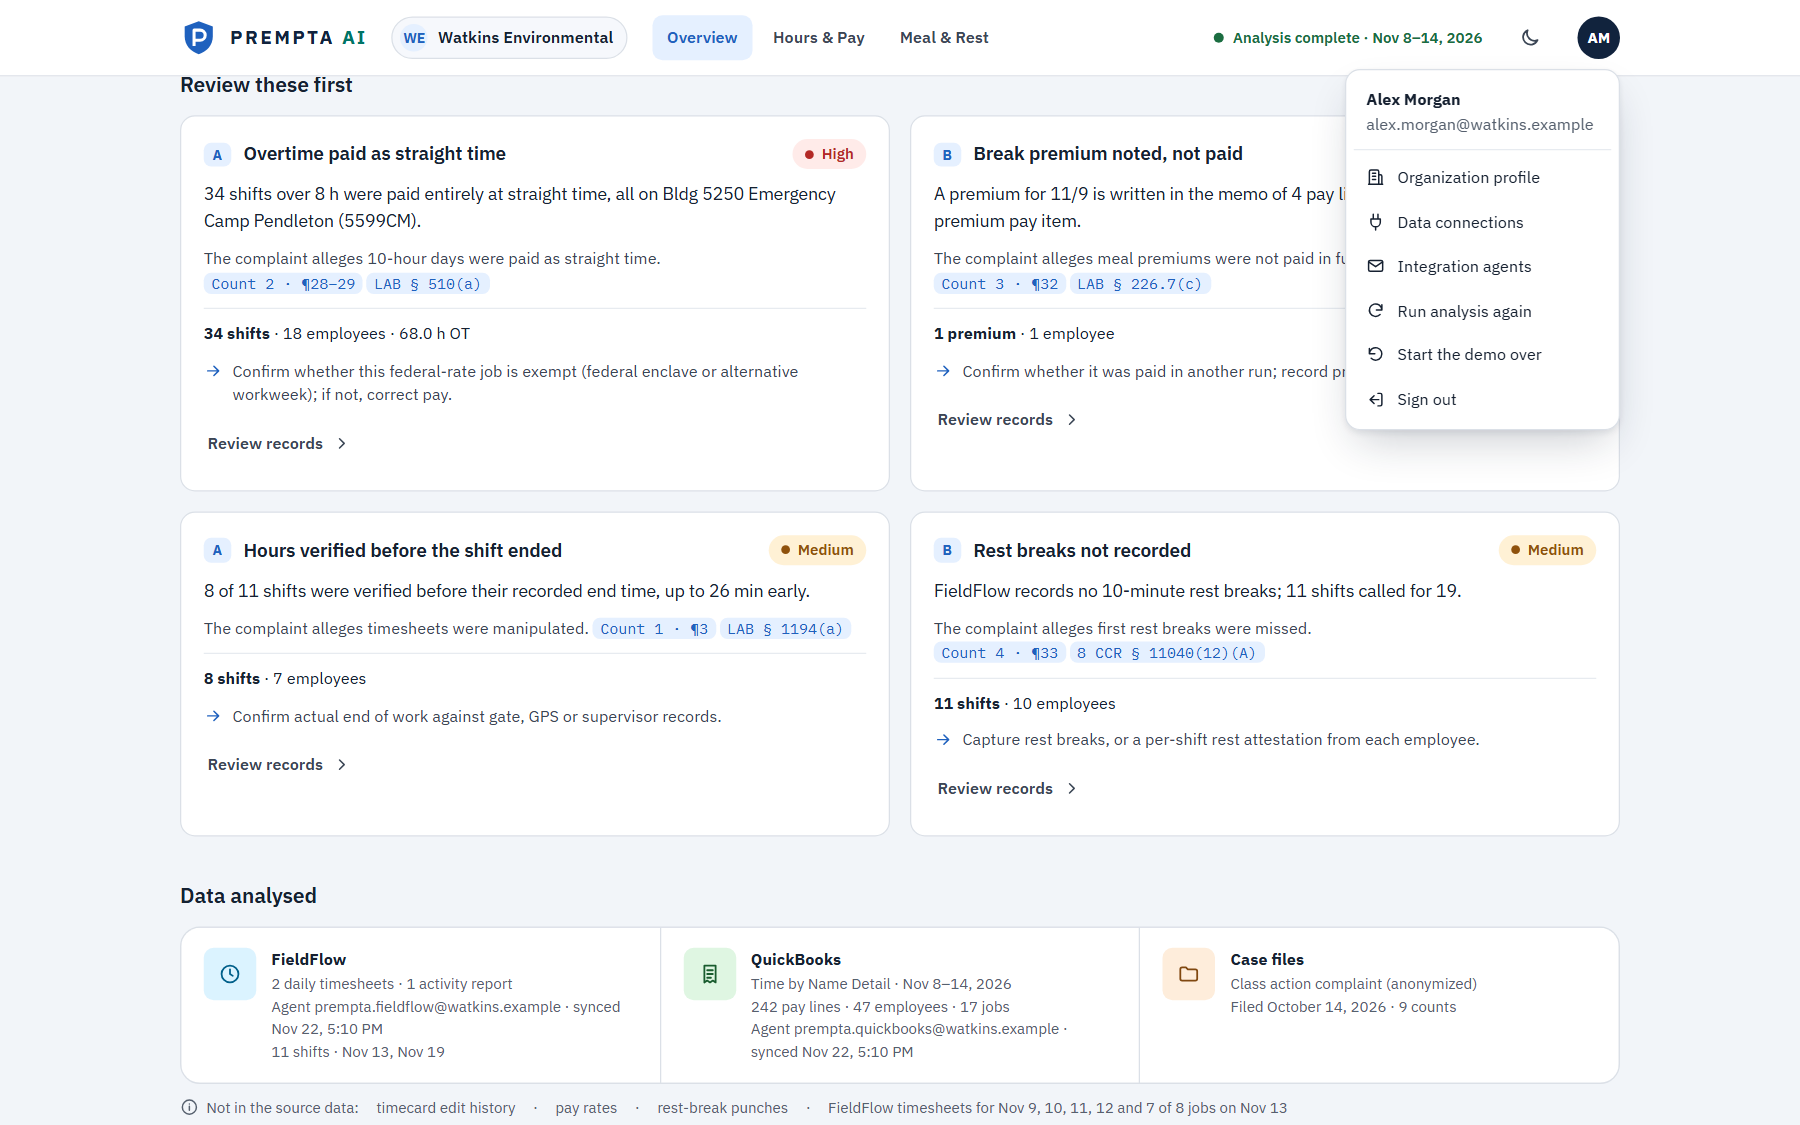 PREMPTA AI
WE Watkins Environmental
Overview
Hours & Pay
Meal & Rest
Analysis complete · Nov 8–14, 2026
AM
Review these first
Alex Morgan
alex.morgan@watkins.example
Organization profile
Data connections
Integration agents
Run analysis again
Start the demo over
Sign out
A Overtime paid as straight time
High
34 shifts over 8 h were paid entirely at straight time, all on Bldg 5250 Emergency
Camp Pendleton (5599CM).
The complaint alleges 10-hour days were paid as straight time.
Count 2 · ¶28–29 LAB § 510(a)
34 shifts · 18 employees · 68.0 h OT
→ Confirm whether this federal-rate job is exempt (federal enclave or alternative
workweek); if not, correct pay.
Review records
B Break premium noted, not paid
A premium for 11/9 is written in the memo of 4 pay
premium pay item.
The complaint alleges meal premiums were not paid in
Count 3 · ¶32 LAB § 226.7(c)
1 premium · 1 employee
→ Confirm whether it was paid in another run; record
Review records
A Hours verified before the shift ended
Medium
8 of 11 shifts were verified before their recorded end time, up to 26 min early.
The complaint alleges timesheets were manipulated. Count 1 · ¶3 LAB § 1194(a)
8 shifts · 7 employees
→ Confirm actual end of work against gate, GPS or supervisor records.
Review records
B Rest breaks not recorded
Medium
FieldFlow records no 10-minute rest breaks; 11 shifts called for 19.
The complaint alleges first rest breaks were missed.
Count 4 · ¶33 8 CCR § 11040(12)(A)
11 shifts · 10 employees
→ Capture rest breaks, or a per-shift rest attestation from each employee.
Review records
Data analysed
FieldFlow
2 daily timesheets · 1 activity report
Agent prempta.fieldflow@watkins.example · synced
Nov 22, 5:10 PM
11 shifts · Nov 13, Nov 19
QuickBooks
Time by Name Detail · Nov 8–14, 2026
242 pay lines · 47 employees · 17 jobs
Agent prempta.quickbooks@watkins.example ·
synced Nov 22, 5:10 PM
Case files
Class action complaint (anonymized)
Filed October 14, 2026 · 9 counts
Not in the source data: timecard edit history · pay rates · rest-break punches · FieldFlow timesheets for Nov 9, 10, 11, 12 and 7 of 8 jobs on Nov 13